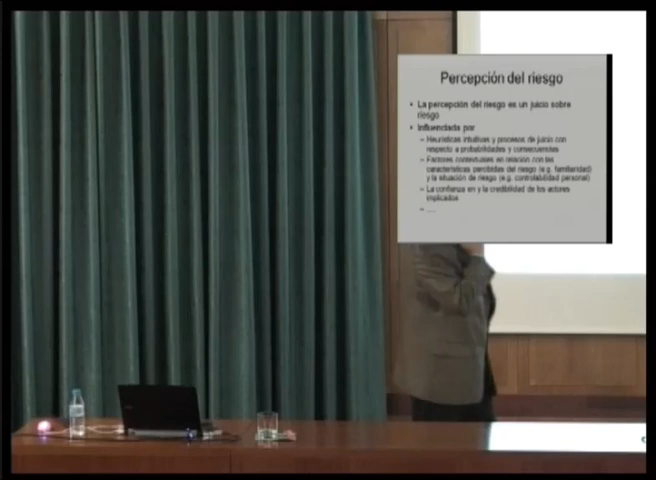 Percepción del riesgo
• La percepción del riesgo es un juicio sobre
riesgo
• Influenciada por
– Heurísticas intuitivas y procesos de juicio con
respecto a probabilidades y consecuencias
– Factores contextuales en relación con las
características percibidas del riesgo (e.g. familiaridad)
y la situación de riesgo (e.g. controlabilidad personal)
– La confianza en y la credibilidad de los actores
implicados
– ....